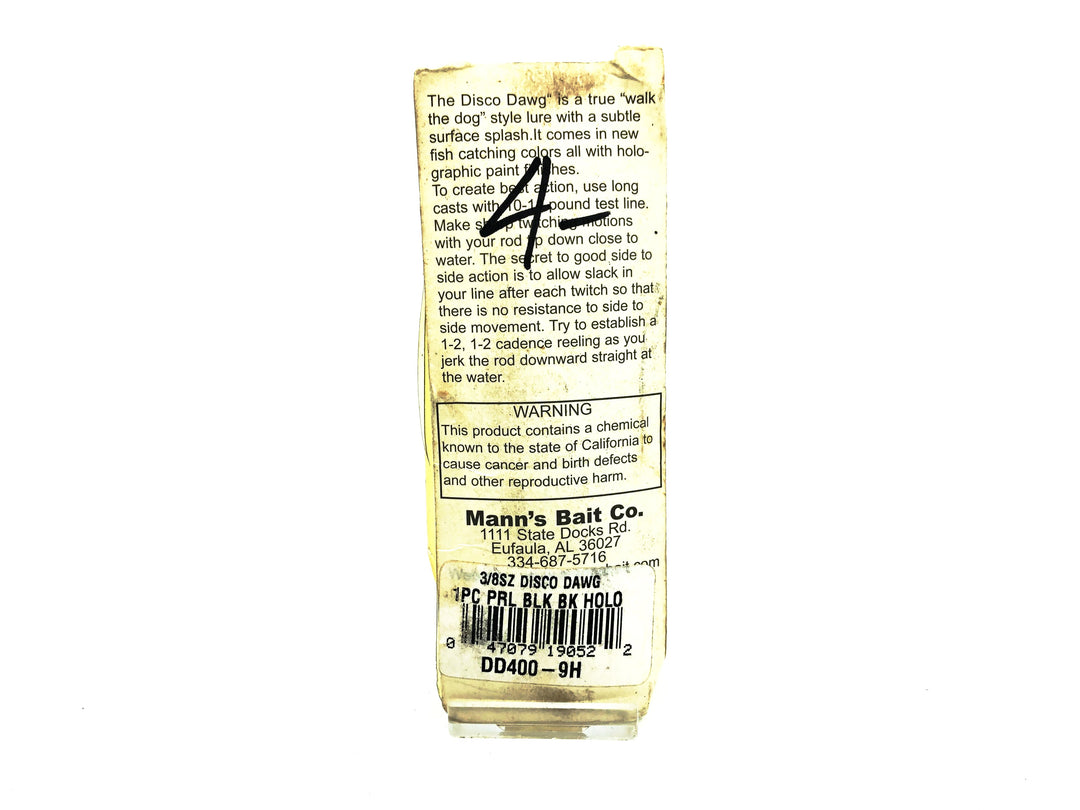 The Disco Dawg" is a true "walk
the dog" style lure with a subtle
surface splash.It comes in new
fish catching colors all with holo-
graphic paint
To create best action, use long
casts with pound test line.
Make twitching motions
with your rod tip down close to
water. The secret to good side to
side action is to allow slack in
your line after each twitch so that
there is no resistance to side to
side movement. Try to establish a
1-2, 1-2 cadence reeling as you
jerk the rod downward straight at
the water.
4-
WARNING
This product contains a chemical
known to the state of California to
cause cancer and birth defects
and other reproductive harm.
Mann's Bait Co.
1111 State Docks Rd.
Eufaula, AL 36027
334-687-5716
3/8SZ DISCO DAWG
1PC PRL BLK BK HOLO
0 47079 19052 2
DD400-9H